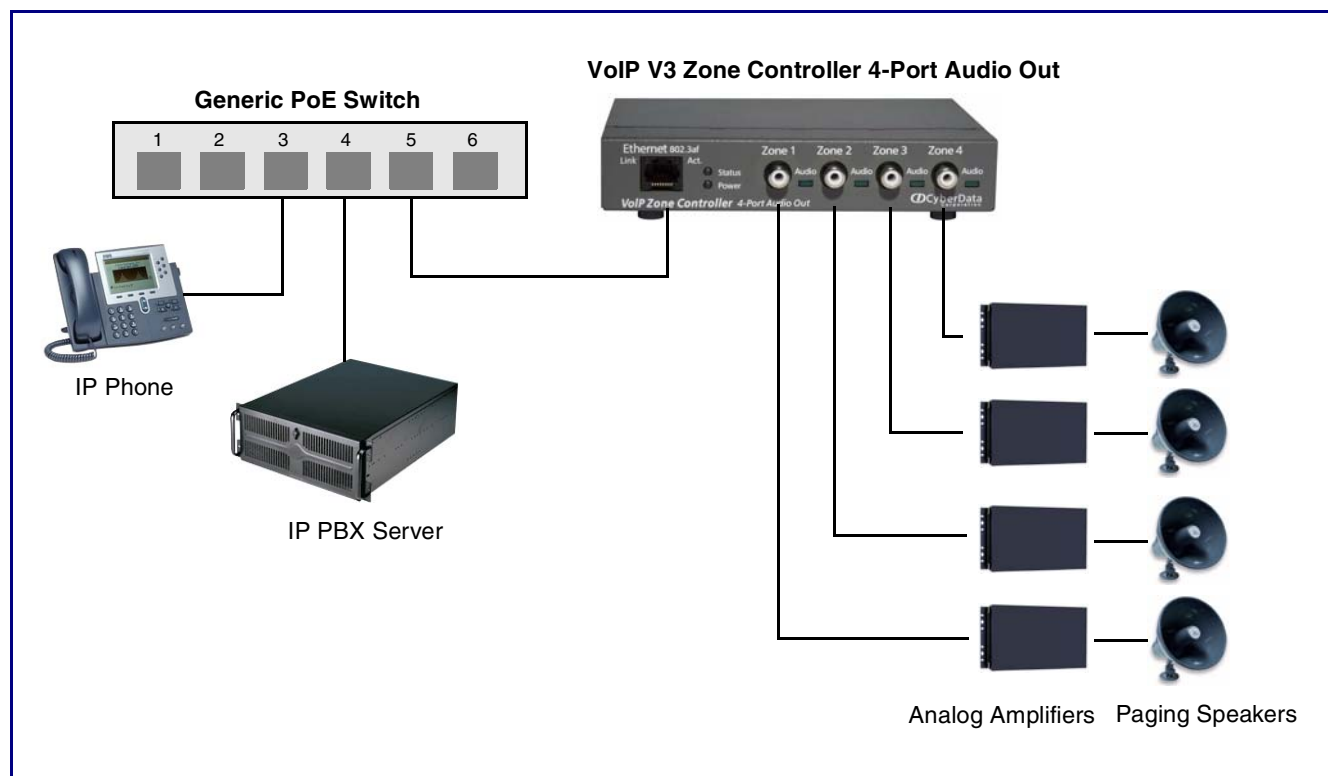 VoIP V3 Zone Controller 4-Port Audio Out
Generic PoE Switch
1 2 3 4 5 6
Ethernet 802.3af
Link Act.
Status
Power
Zone 1 Zone 2 Zone 3 Zone 4
Audio Audio Audio Audio
VoIP Zone Controller 4-Port Audio Out
CyberData
Corporation
IP Phone
IP PBX Server
Analog Amplifiers Paging Speakers